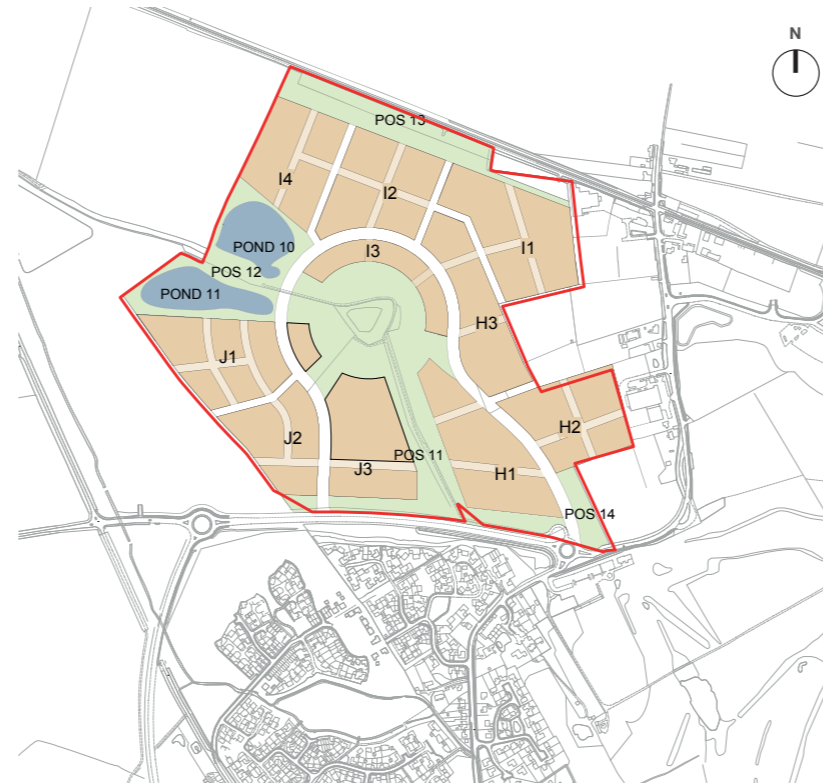 N
POS 13
I4
I2
POND 10
I3
I1
POS 12
POND 11
H3
J1
H2
J2
POS 11
J3
H1
POS 14